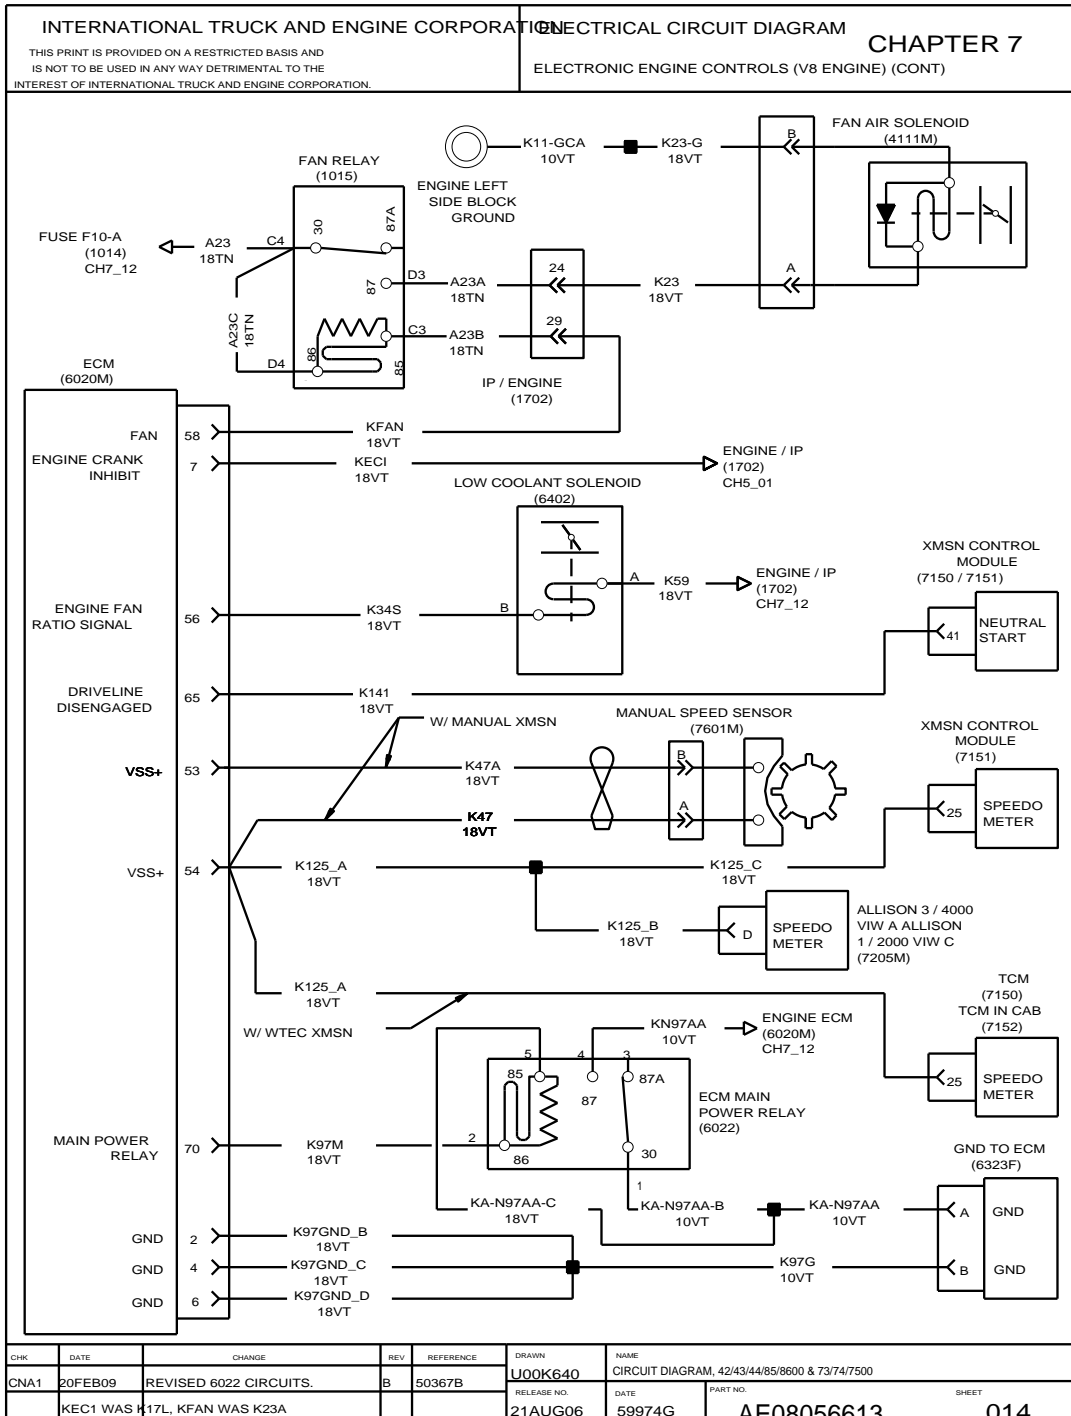 INTERNATIONAL TRUCK AND ENGINE CORPORATION
THIS PRINT IS PROVIDED ON A RESTRICTED BASIS AND
IS NOT TO BE USED IN ANY WAY DETRIMENTAL TO THE
INTEREST OF INTERNATIONAL TRUCK AND ENGINE CORPORATION.
ELECTRICAL CIRCUIT DIAGRAM
CHAPTER 7
ELECTRONIC ENGINE CONTROLS (V8 ENGINE) (CONT)
K11-GCA
10VT
K23-G
18VT
B
FAN AIR SOLENOID
(4111M)
ENGINE LEFT
SIDE BLOCK
GROUND
FAN RELAY
(1015)
30
87A
FUSE F10-A
(1014)
CH7_12
A23
18TN
C4
87
D3
A23A
18TN
24
K23
18VT
A
A23C
18TN
C3
A23B
18TN
29
86
85
D4
IP / ENGINE
(1702)
ECM
(6020M)
FAN
58
KFAN
18VT
ENGINE CRANK
INHIBIT
7
KECI
18VT
ENGINE / IP
(1702)
CH5_01
LOW COOLANT SOLENOID
(6402)
A
K59
18VT
ENGINE / IP
(1702)
CH7_12
ENGINE FAN
RATIO SIGNAL
56
K34S
18VT
B
XMSN CONTROL
MODULE
(7150 / 7151)
41
NEUTRAL
START
DRIVELINE
DISENGAGED
65
K141
18VT
W/ MANUAL XMSN
MANUAL SPEED SENSOR
(7601M)
XMSN CONTROL
MODULE
(7151)
VSS+
53
K47A
18VT
B
K47
18VT
A
25
SPEEDO
METER
VSS+
54
K125_A
18VT
K125_C
18VT
K125_B
18VT
D
SPEEDO
METER
ALLISON 3 / 4000
VIW A ALLISON
1 / 2000 VIW C
(7205M)
K125_A
18VT
W/ WTEC XMSN
TCM
(7150)
TCM IN CAB
(7152)
25
SPEEDO
METER
KN97AA
10VT
ENGINE ECM
(6020M)
CH7_12
5
4
3
85
87
87A
ECM MAIN
POWER RELAY
(6022)
MAIN POWER
RELAY
70
K97M
18VT
2
86
30
1
GND TO ECM
(6323F)
KA-N97AA-C
18VT
KA-N97AA-B
10VT
KA-N97AA
10VT
A
GND
GND
2
K97GND_B
18VT
GND
4
K97GND_C
18VT
K97G
10VT
B
GND
GND
6
K97GND_D
18VT
CHK
DATE
CHANGE
REV
REFERENCE
DRAWN
NAME
CNA1
20FEB09
REVISED 6022 CIRCUITS.
B
50367B
U00K640
CIRCUIT DIAGRAM, 42/43/44/85/8600 & 73/74/7500
KEC1 WAS K17L, KFAN WAS K23A
RELEASE NO.
DATE
PART NO.
SHEET
21AUG06
59974G
AE08056613
014